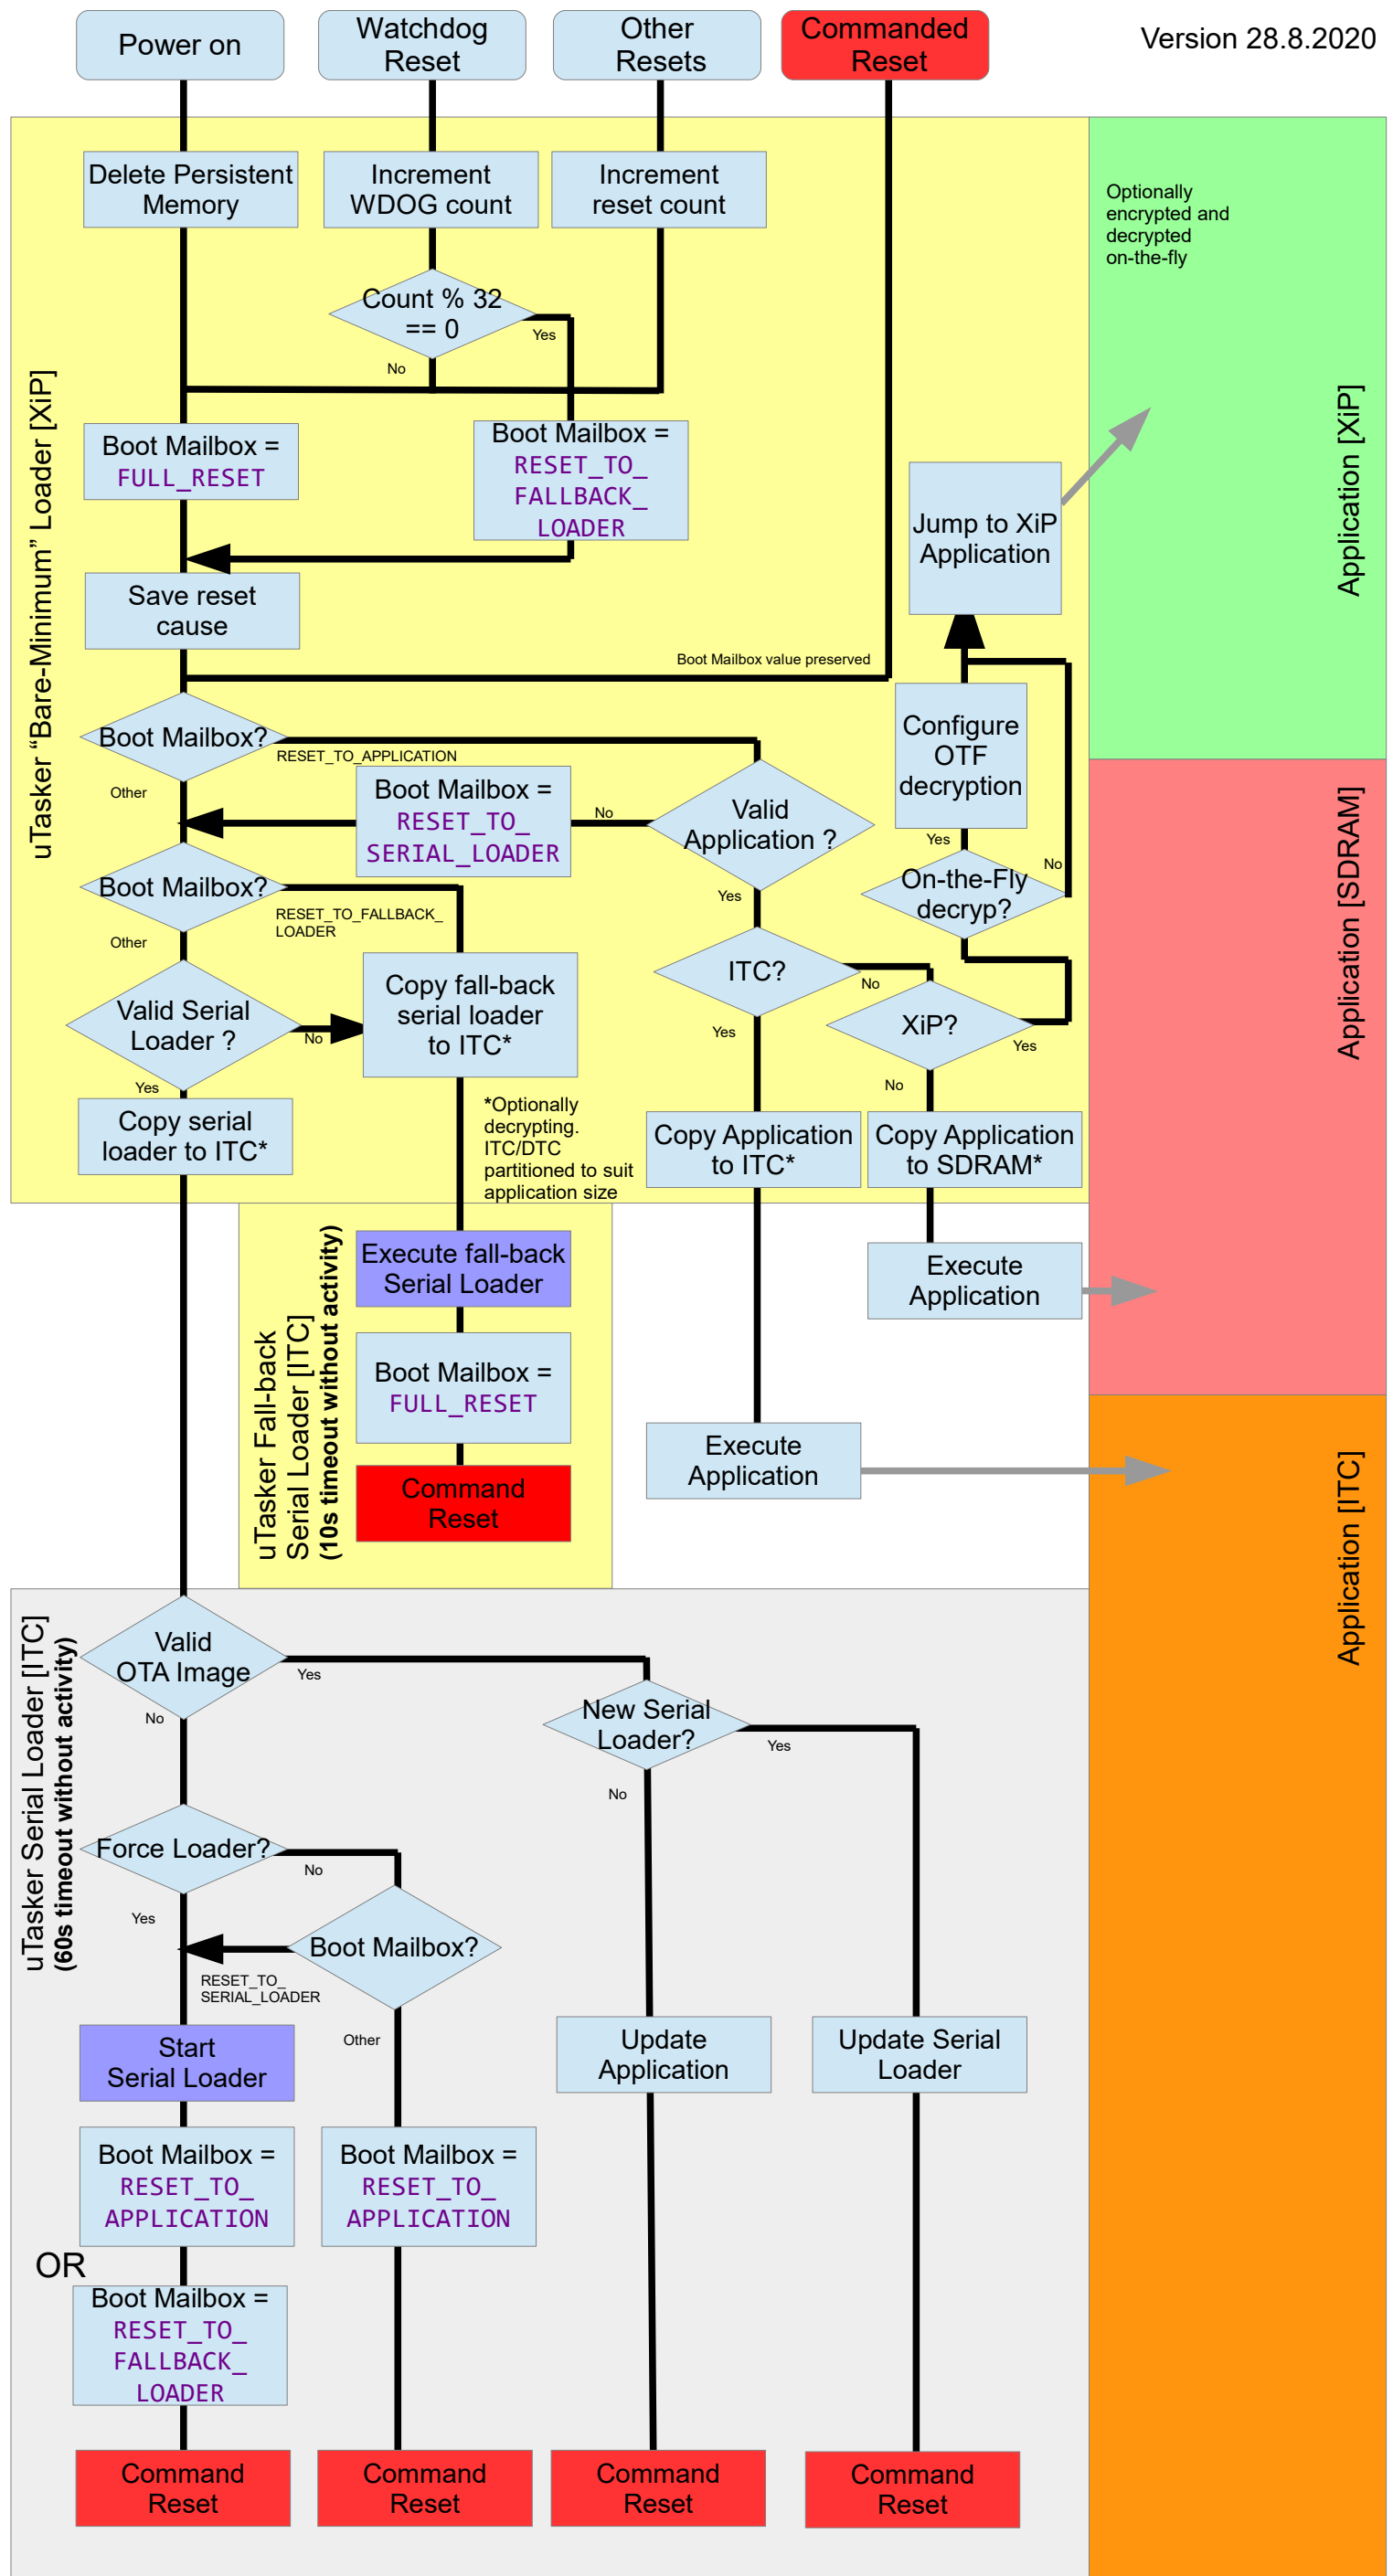 Power on
Watchdog
Reset
Other
Resets
Commanded
Reset
Version 28.8.2020
Delete Persistent
Memory
Increment
WDOG count
Increment
reset count
Optionally
encrypted and
decrypted
on-the-fly
Count % 32
== 0
Yes
No
uTasker “Bare-Minimum” Loader [XiP]
Application [XiP]
Boot Mailbox =
FULL_RESET
Boot Mailbox =
RESET_TO_
FALLBACK_
LOADER
Jump to XiP
Application
Save reset
cause
Boot Mailbox value preserved
Boot Mailbox?
RESET_TO_APPLICATION
Other
Configure
OTF
decryption
Boot Mailbox =
RESET_TO_
SERIAL_LOADER
No
Valid
Application ?
Yes
Yes
No
On-the-Fly
decryp?
Application [SDRAM]
Boot Mailbox?
RESET_TO_FALLBACK_
LOADER
Other
Copy fall-back
serial loader
to ITC*
ITC?
No
Yes
XiP?
Yes
No
Valid Serial
Loader ?
No
Yes
Copy serial
loader to ITC*
*Optionally
decrypting.
ITC/DTC
partitioned to suit
application size
Copy Application
to ITC*
Copy Application
to SDRAM*
uTasker Fall-back
Serial Loader [ITC]
(10s timeout without activity)
Execute fall-back
Serial Loader
Execute
Application
Boot Mailbox =
FULL_RESET
Execute
Application
Command
Reset
Application [ITC]
uTasker Serial Loader [ITC]
(60s timeout without activity)
Valid
OTA Image
Yes
No
New Serial
Loader?
Yes
No
Force Loader?
No
Yes
Boot Mailbox?
RESET_TO_
SERIAL_LOADER
Other
Start
Serial Loader
Update
Application
Update Serial
Loader
Boot Mailbox =
RESET_TO_
APPLICATION
Boot Mailbox =
RESET_TO_
APPLICATION
OR
Boot Mailbox =
RESET_TO_
FALLBACK_
LOADER
Command
Reset
Command
Reset
Command
Reset
Command
Reset